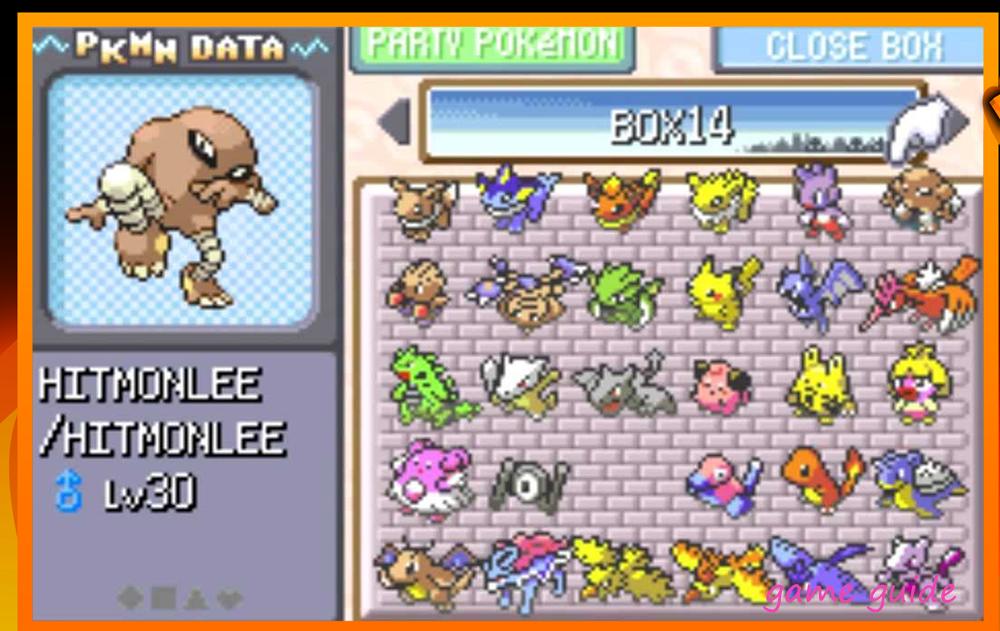 PKMN DATA
PARTY POKéMON
CLOSE BOX
BOX14
HITMONLEE
/HITMONLEE
♂ Lv30
game guide